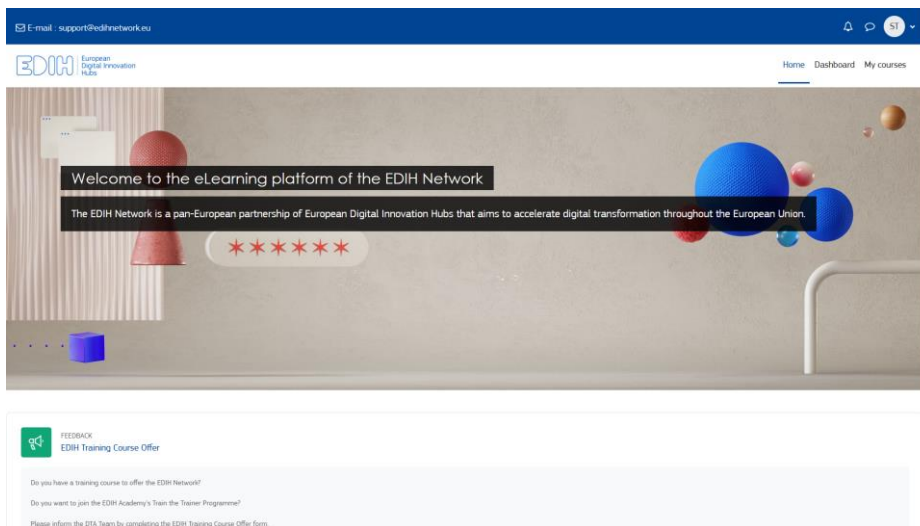 E-mail : support@edihnetwork.eu
ST
EDIH
European
Digital Innovation
Hubs
Home Dashboard My courses
Welcome to the eLearning platform of the EDIH Network
The EDIH Network is a pan-European partnership of European Digital Innovation Hubs that aims to accelerate digital transformation throughout the European Union.
FEEDBACK
EDIH Training Course Offer
Do you have a training course to offer the EDIH Network?
Do you want to join the EDIH Academy's Train the Trainer Programme?
Please inform the DTA Team by completing the EDIH Training Course Offer form.